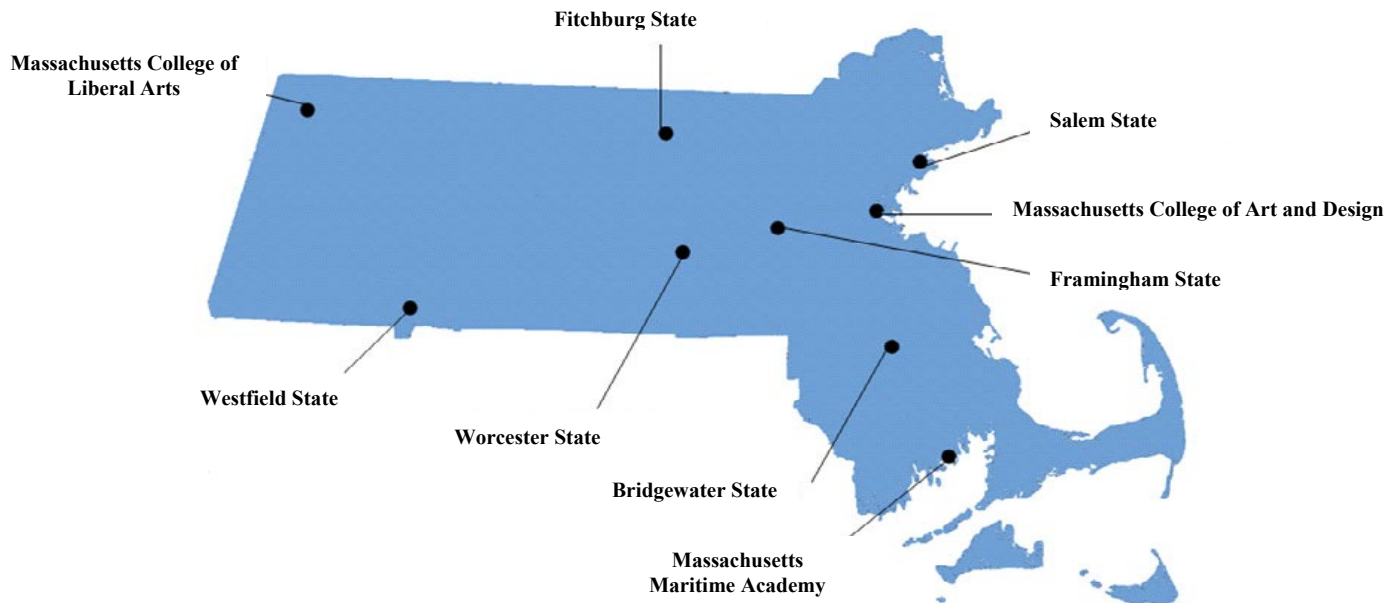 Fitchburg State
Massachusetts College of
Liberal Arts
Salem State
Massachusetts College of Art and Design
Framingham State
Westfield State
Worcester State
Bridgewater State
Massachusetts
Maritime Academy